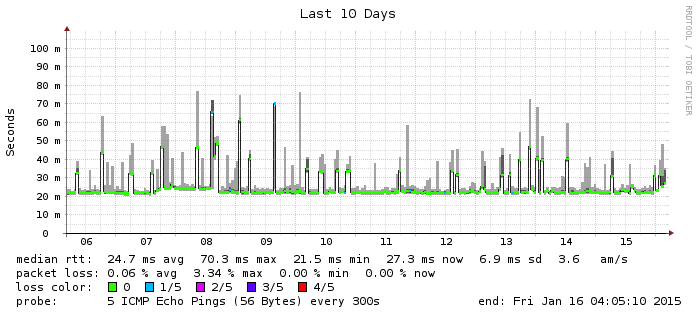 Last 10 Days
RRDTOOL / TOBI OETIKER
Seconds
100 m
90 m
80 m
70 m
60 m
50 m
40 m
30 m
20 m
10 m
0
06 07 08 09 10 11 12 13 14 15
median rtt: 24.7 ms avg 70.3 ms max 21.5 ms min 27.3 ms now 6.9 ms sd 3.6 am/s
packet loss: 0.06 % avg 3.34 % max 0.00 % min 0.00 % now
loss color: 0 1/5 2/5 3/5 4/5
probe: 5 ICMP Echo Pings (56 Bytes) every 300s end: Fri Jan 16 04:05:10 2015